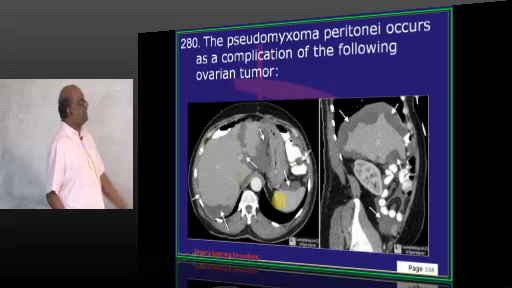 280. The pseudomyxoma peritonei occurs
as a complication of the following
ovarian tumor:
Page 338